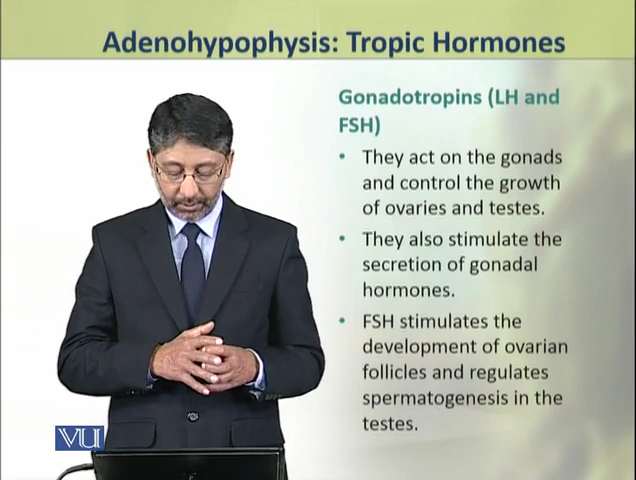 Adenohypophysis: Tropic Hormones
Gonadotropins (LH and
FSH)
• They act on the gonads
and control the growth
of ovaries and testes.
• They also stimulate the
secretion of gonadal
hormones.
• FSH stimulates the
development of ovarian
follicles and regulates
spermatogenesis in the
testes.
VU